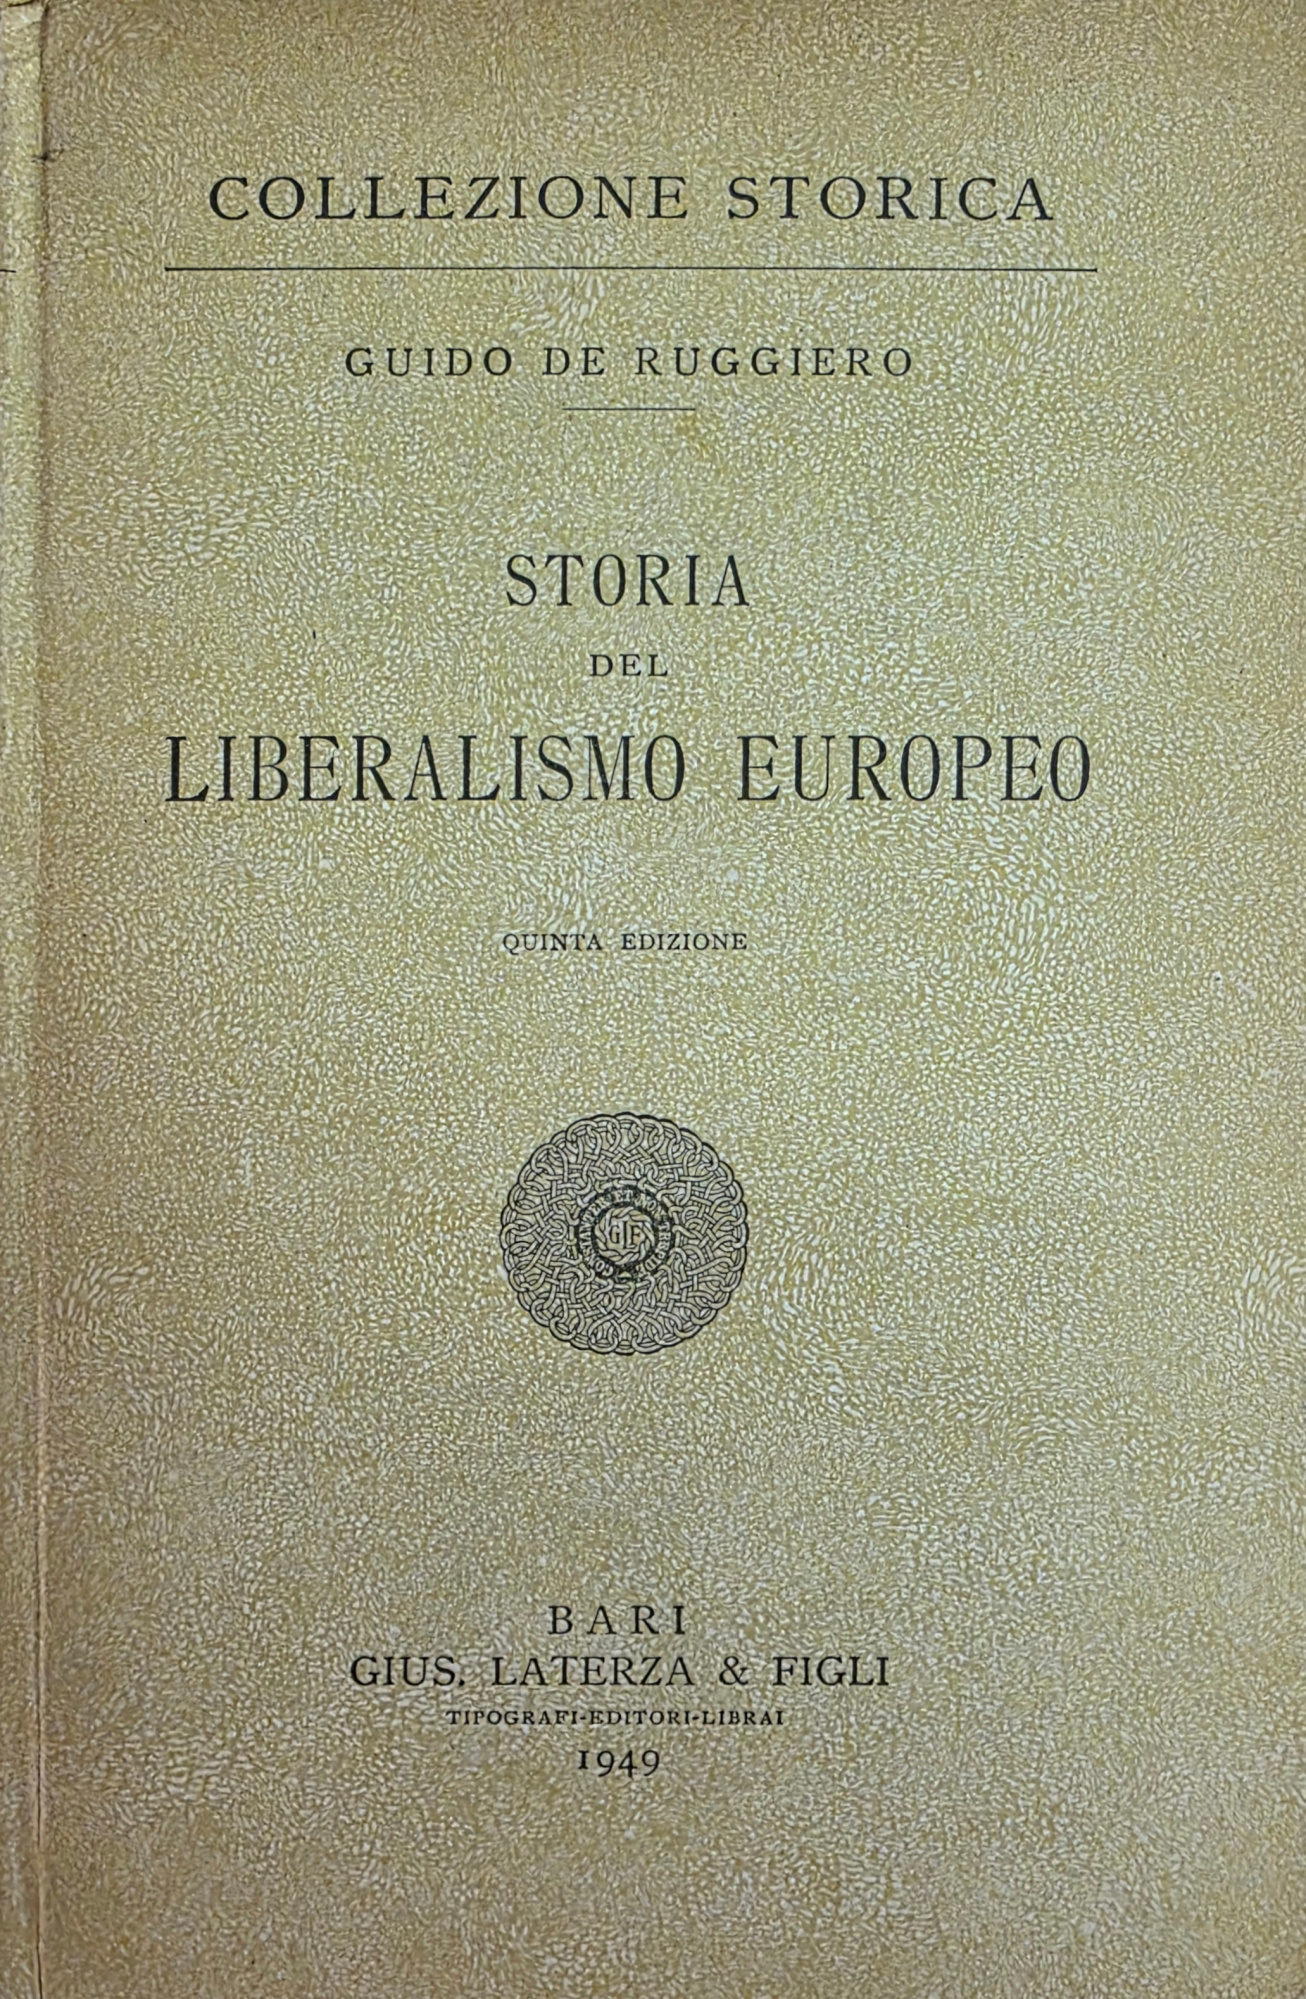 COLLEZIONE STORICA
GUIDO DE RUGGIERO
STORIA
DEL
LIBERALISMO EUROPEO
QUINTA EDIZIONE
GLF
BARI
GIUS. LATERZA & FIGLI
TIPOGRAFI-EDITORI-LIBRAI
1949